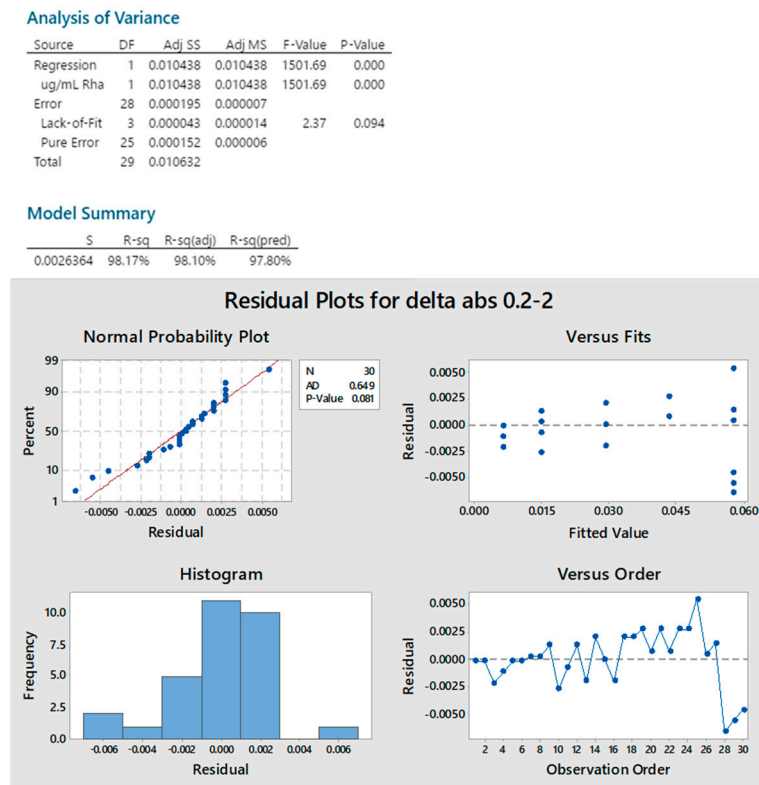 Analysis of Variance
Source DF Adj SS Adj MS F-Value P-Value
Regression 1 0.010438 0.010438 1501.69 0.000
ug/mL Rha 1 0.010438 0.010438 1501.69 0.000
Error 28 0.000195 0.000007
Lack-of-Fit 3 0.000043 0.000014 2.37 0.094
Pure Error 25 0.000152 0.000006
Total 29 0.010632
Model Summary
S R-sq R-sq(adj) R-sq(pred)
0.0026364 98.17% 98.10% 97.80%
Residual Plots for delta abs 0.2-2
Normal Probability Plot
99
90
50
10
1
Percent
-0.0050 -0.0025 0.0000 0.0025 0.0050
Residual
N 30
AD 0.649
P-Value 0.081
Versus Fits
0.0050
0.0025
0.0000
-0.0025
-0.0050
Residual
0.000 0.015 0.030 0.045 0.060
Fitted Value
Histogram
10.0
7.5
5.0
2.5
0.0
Frequency
-0.006 -0.004 -0.002 0.000 0.002 0.004 0.006
Residual
Versus Order
0.0050
0.0025
0.0000
-0.0025
-0.0050
Residual
2 4 6 8 10 12 14 16 18 20 22 24 26 28 30
Observation Order